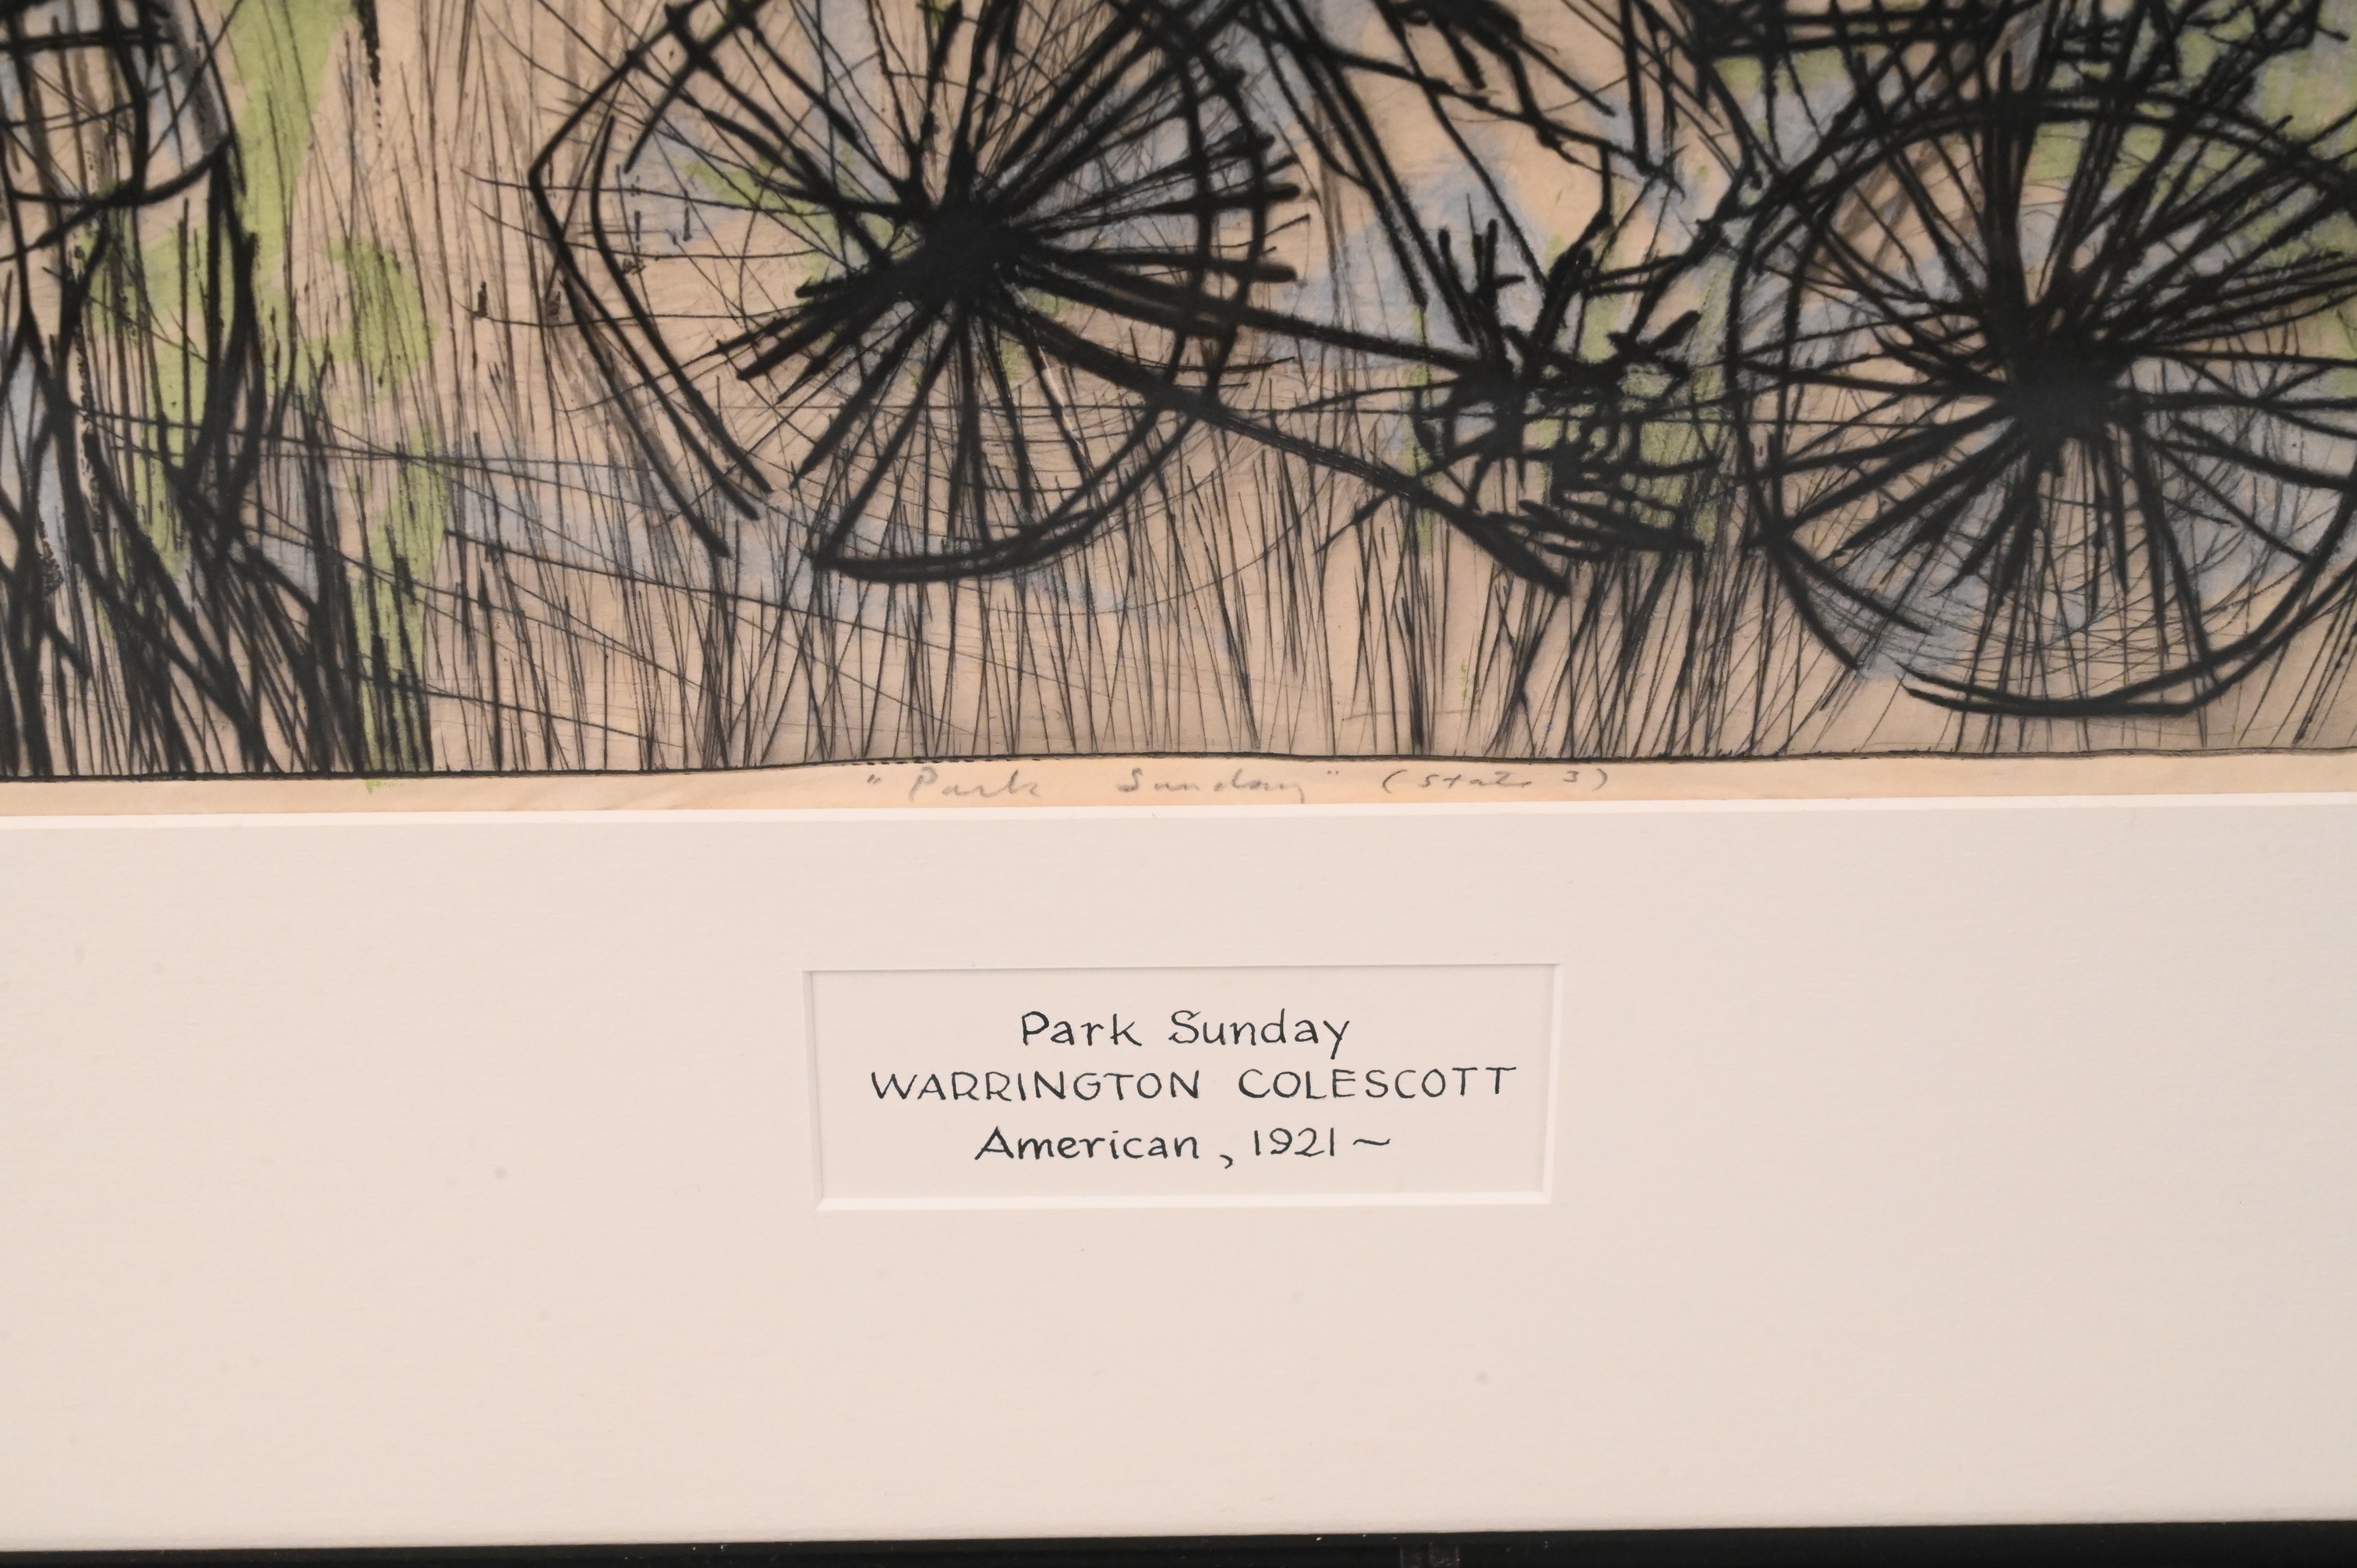 "Park Sunday" (state 3)
Park Sunday
WARRINGTON COLESCOTT
American, 1921~